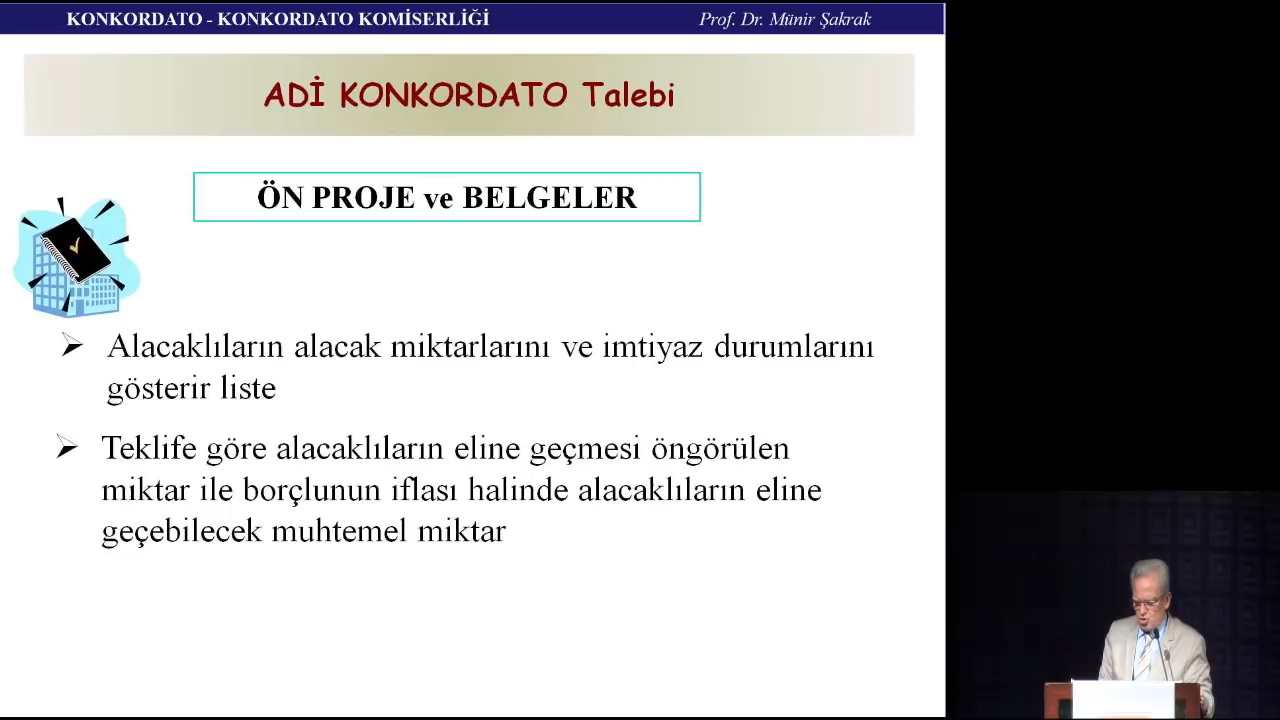 KONKORDATO - KONKORDATO KOMİSERLİĞİ
Prof. Dr. Münir Şakrak
ADİ KONKORDATO Talebi
ÖN PROJE ve BELGELER
Alacaklıların alacak miktarlarını ve imtiyaz durumlarını
gösterir liste
Teklife göre alacaklıların eline geçmesi öngörülen
miktar ile borçlunun iflası halinde alacaklıların eline
geçebilecek muhtemel miktar